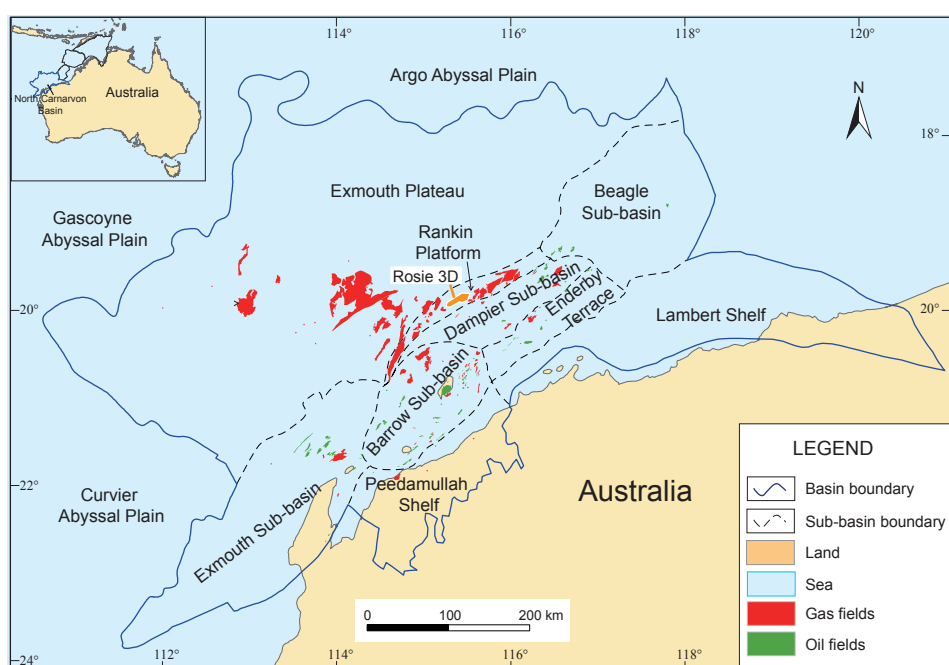 114°
116°
118°
120°
Argo Abyssal Plain
Australia
North Carnarvon
Basin
N
18°
Exmouth Plateau
Beagle
Sub-basin
Gascoyne
Abyssal Plain
Rankin
Platform
Rosie 3D
20°
Dampier Sub-basin
Enderby
Terrace
Lambert Shelf
20°
Barrow Sub-basin
22°
Curvier
Abyssal Plain
Exmouth Sub-basin
Peedamullah
Shelf
Australia
LEGEND
Basin boundary
Sub-basin boundary
Land
Sea
Gas fields
Oil fields
0
100
200 km
24°
112°
114°
116°
118°